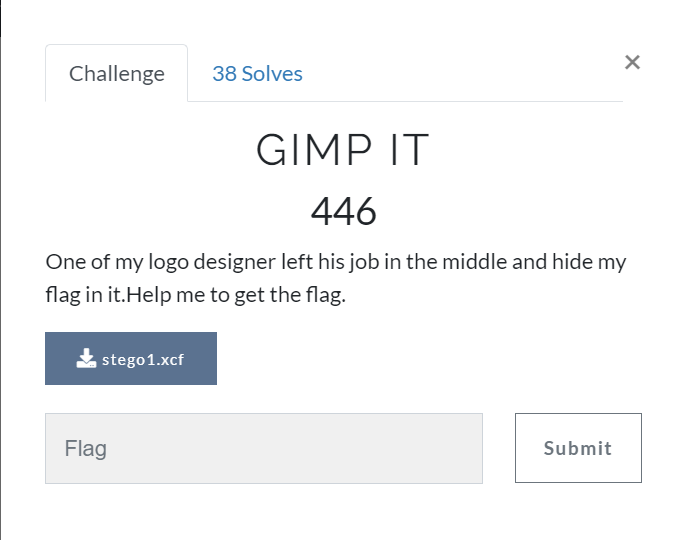 Challenge
38 Solves
×
GIMP IT
446
One of my logo designer left his job in the middle and hide my
flag in it.Help me to get the flag.
stego1.xcf
Flag
Submit